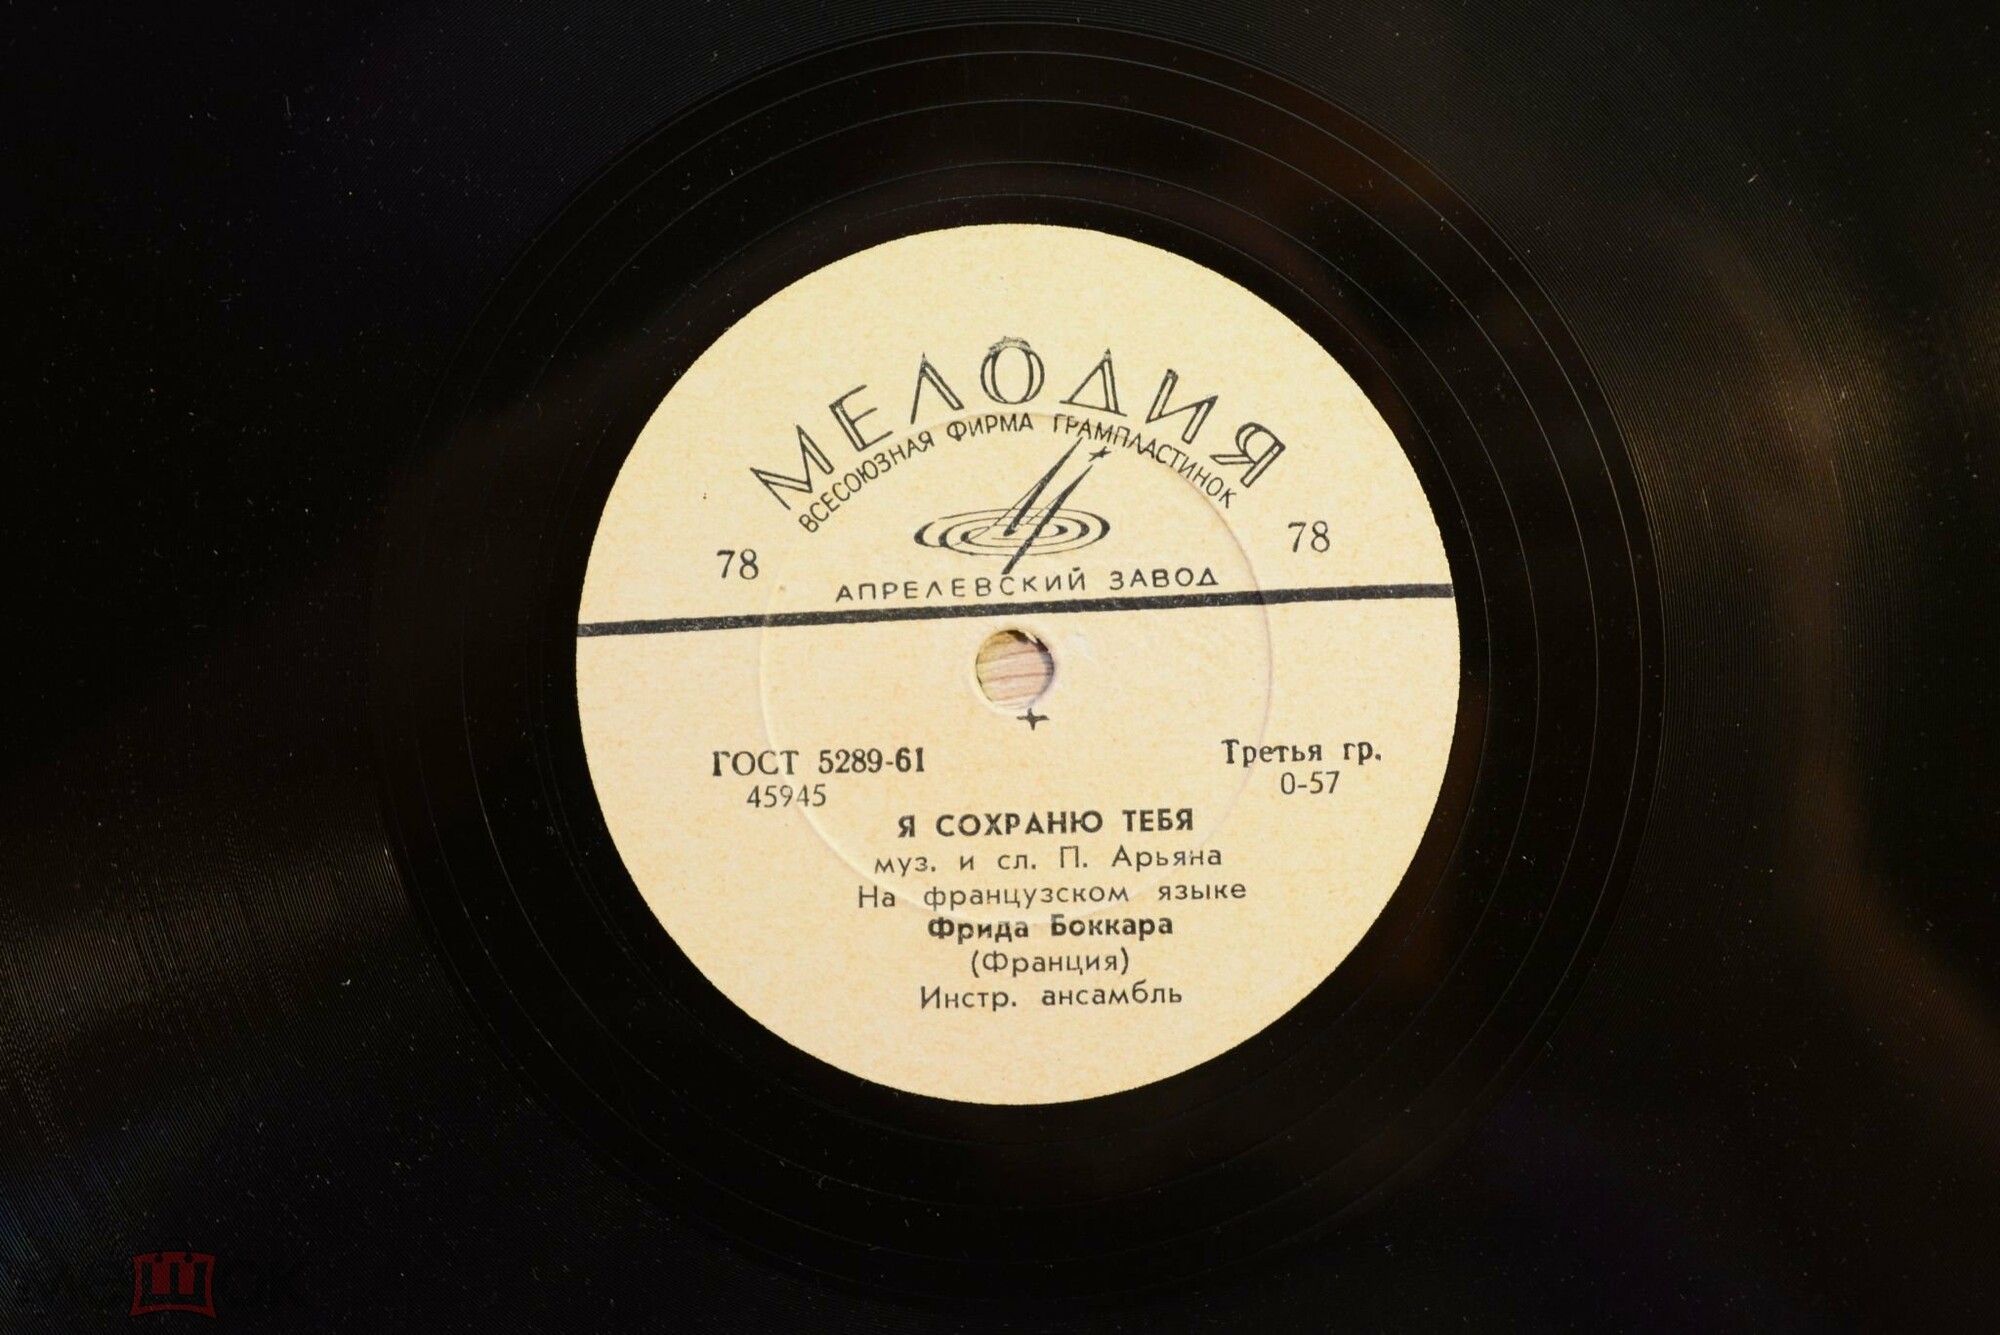 МЕЛОДИЯ
ВСЕСОЮЗНАЯ ФИРМА ГРАМПЛАСТИНОК
78 78
АПРЕЛЕВСКИЙ ЗАВОД
ГОСТ 5289-61 Третья гр.
45945 0-57
Я СОХРАНЮ ТЕБЯ
муз. и сл. П. Арьяна
На французском языке
Фрида Боккара
(Франция)
Инстр. ансамбль
мешок